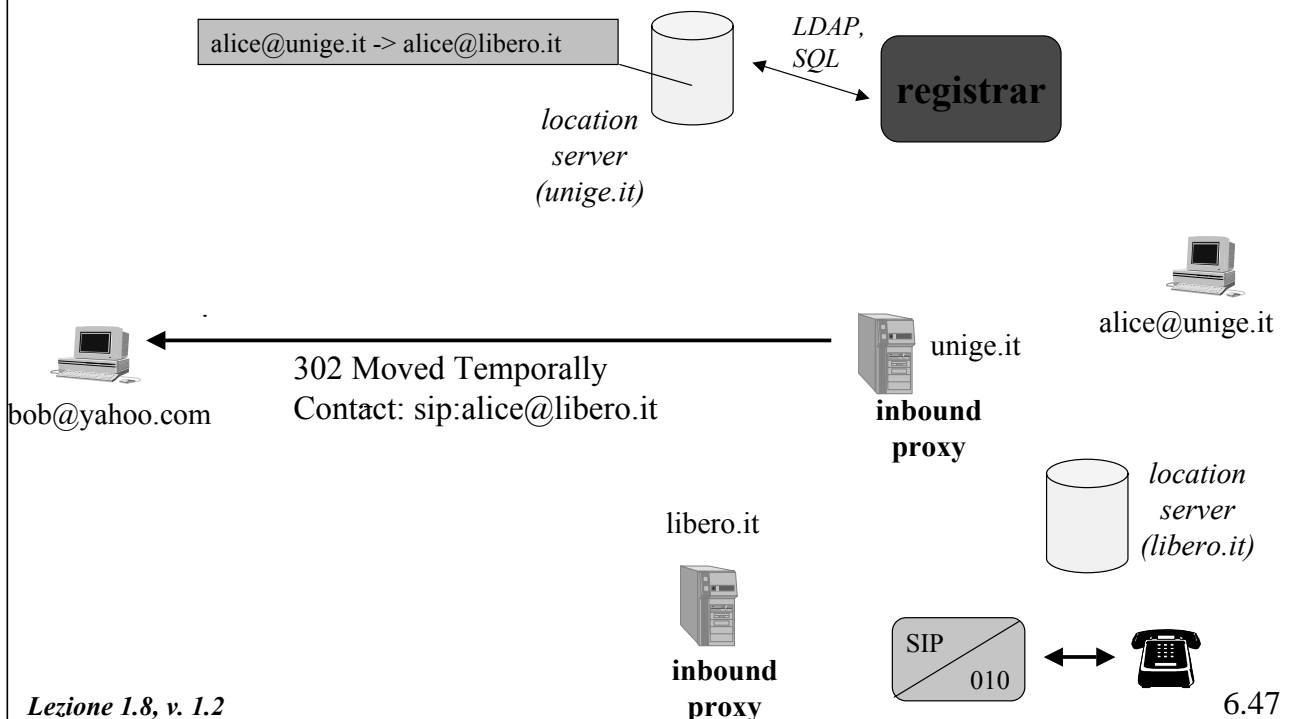 alice@unige.it -> alice@libero.it
LDAP,
SQL
registrar
location
server
(unige.it)
alice@unige.it
unige.it
302 Moved Temporally
Contact: sip:alice@libero.it
bob@yahoo.com
inbound
proxy
location
server
(libero.it)
libero.it
inbound
proxy
SIP
010
Lezione 1.8, v. 1.2
6.47